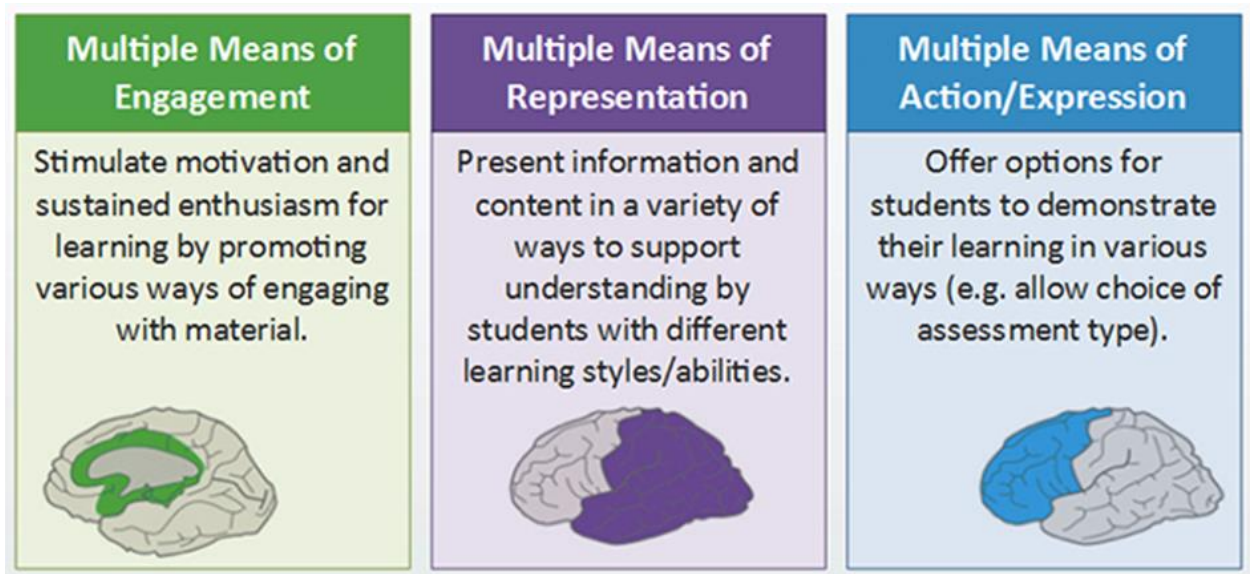 Multiple Means of
Engagement
Stimulate motivation and
sustained enthusiasm for
learning by promoting
various ways of engaging
with material.
Multiple Means of
Representation
Present information and
content in a variety of
ways to support
understanding by
students with different
learning styles/abilities.
Multiple Means of
Action/Expression
Offer options for
students to demonstrate
their learning in various
ways (e.g. allow choice of
assessment type).